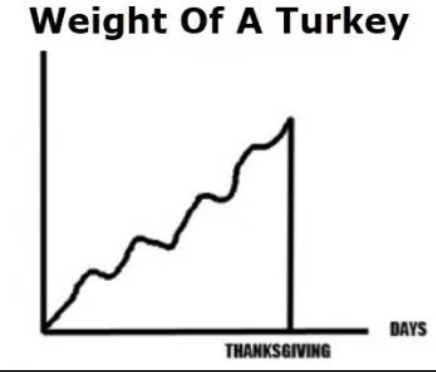 Weight Of A Turkey
DAYS
THANKSGIVING